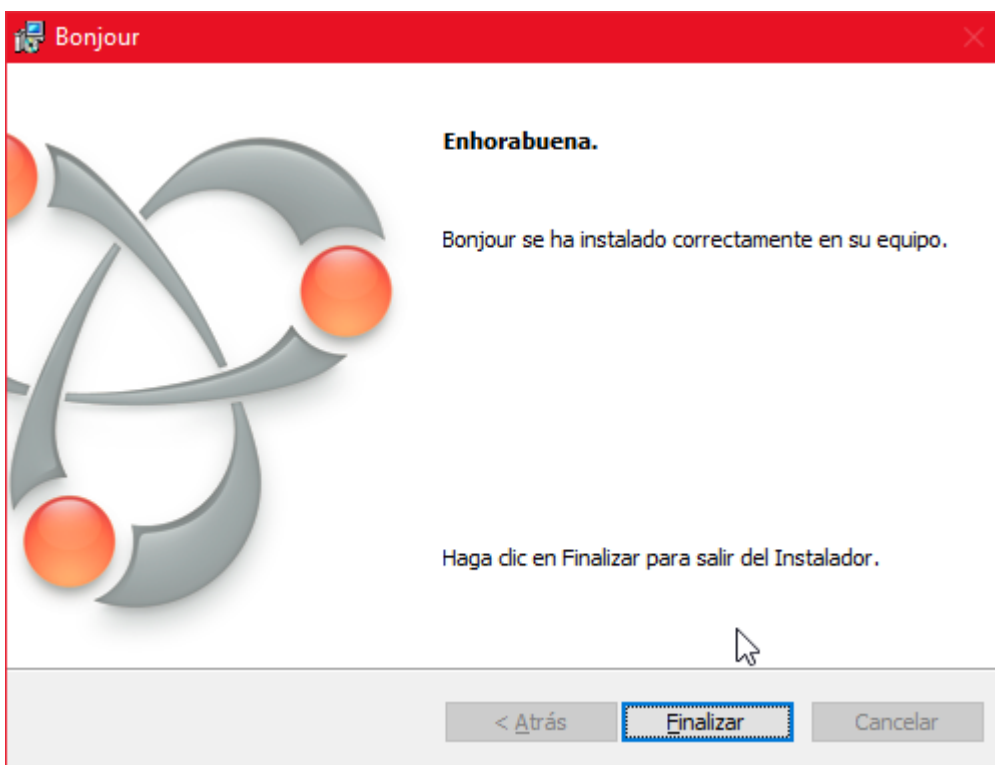 Bonjour
Enhorabuena.
Bonjour se ha instalado correctamente en su equipo.
Haga clic en Finalizar para salir del Instalador.
< Atrás
Finalizar
Cancelar